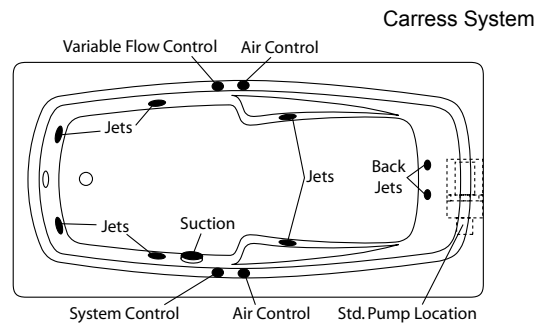 Carress System
Variable Flow Control
Air Control
Jets
Jets
Back
Jets
Jets
Suction
System Control
Air Control
Std. Pump Location